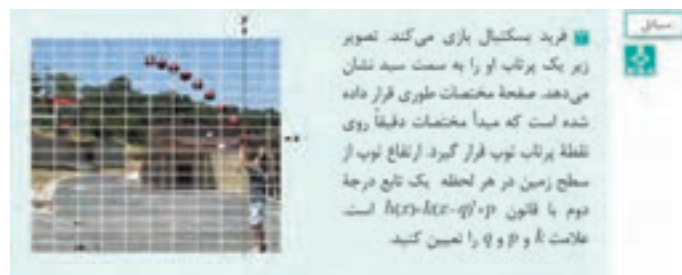 مسائل
فرید بسکتبال بازی می‌کند. تصویر
زیر یک پرتاب او را به سمت سبد نشان
می‌دهد. صفحهٔ مختصات طوری قرار داده
شده است که مبدأ مختصات دقیقاً روی
نقطهٔ پرتاب توپ قرار گیرد. ارتفاع توپ از
سطح زمین در هر لحظه یک تابع درجهٔ
دوم با قانون h(x)=k(x-q)²+p است.
علامت k و p و q را تعیین کنید.
y
x